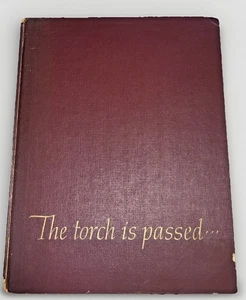 The torch is passed...